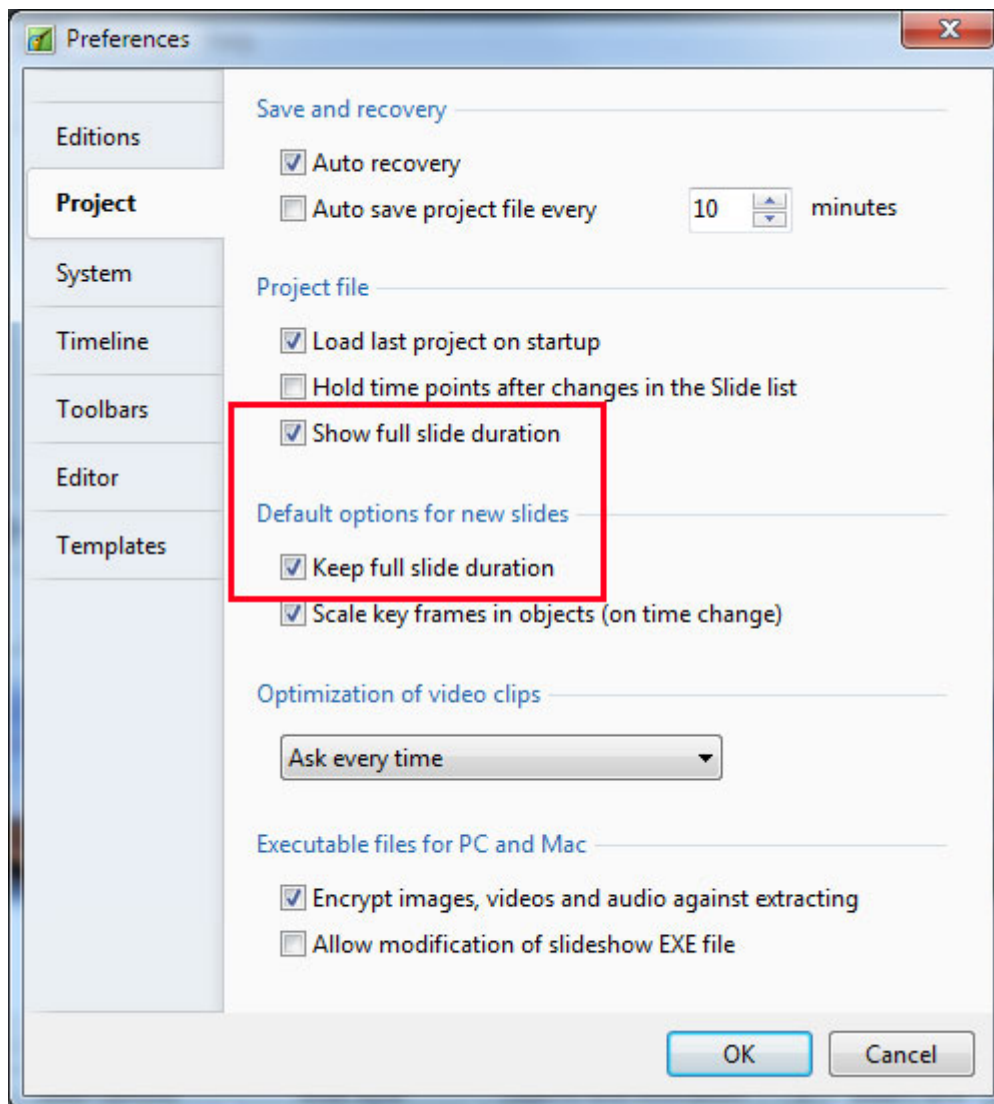 Preferences
Editions
Project
System
Timeline
Toolbars
Editor
Templates
Save and recovery
Auto recovery
Auto save project file every 10 minutes
Project file
Load last project on startup
Hold time points after changes in the Slide list
Show full slide duration
Default options for new slides
Keep full slide duration
Scale key frames in objects (on time change)
Optimization of video clips
Ask every time
Executable files for PC and Mac
Encrypt images, videos and audio against extracting
Allow modification of slideshow EXE file
OK Cancel